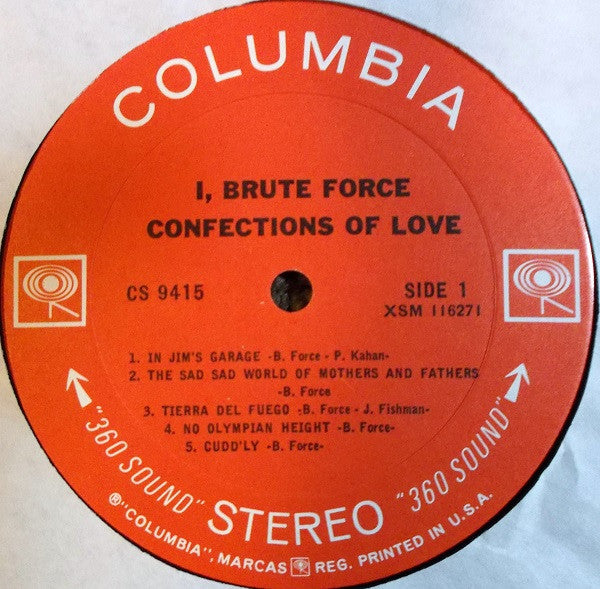 COLUMBIA
I, BRUTE FORCE
CONFECTIONS OF LOVE
CS 9415
SIDE 1
XSM 116271
1. IN JIM'S GARAGE -B. Force - P. Kahan-
2. THE SAD SAD WORLD OF MOTHERS AND FATHERS
-B. Force
3. TIERRA DEL FUEGO -B. Force - J. Fishman-
4. NO OLYMPIAN HEIGHT -B. Force-
5. CUDD'LY -B. Force-
"360 SOUND" STEREO "360 SOUND"
®"COLUMBIA", MARCAS REG. PRINTED IN U.S.A.